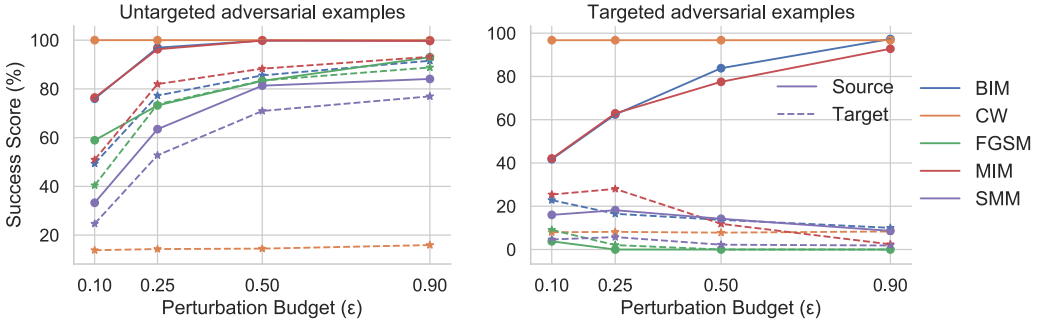 Untargeted adversarial examples
Success Score (%)
100
80
60
40
20
0.10 0.25 0.50 0.90
Perturbation Budget (ε)
Targeted adversarial examples
100
80
60
40
20
0
0.10 0.25 0.50 0.90
Perturbation Budget (ε)
Source
Target
BIM
CW
FGSM
MIM
SMM